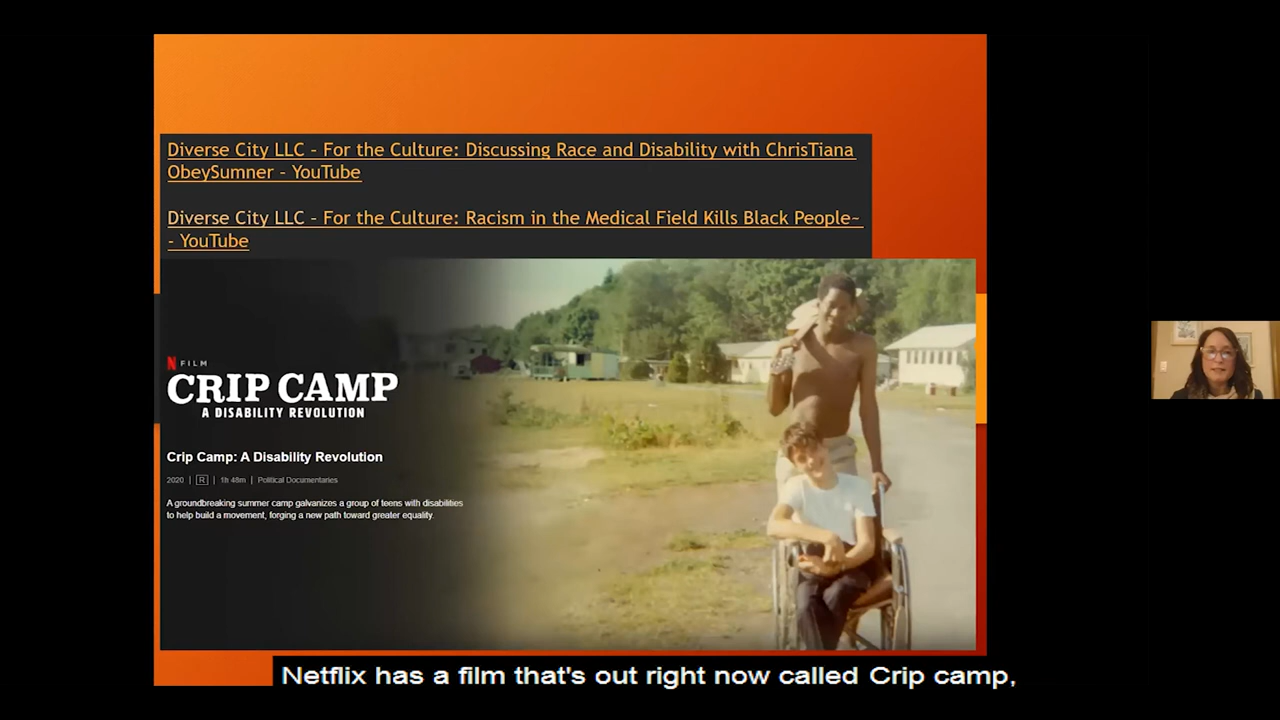 Diverse City LLC - For the Culture: Discussing Race and Disability with ChrisTiana
ObeySumner - YouTube
Diverse City LLC - For the Culture: Racism in the Medical Field Kills Black People~
- YouTube
N FILM
CRIP CAMP
A DISABILITY REVOLUTION
Crip Camp: A Disability Revolution
2020 | R | 1h 48m | Political Documentaries
A groundbreaking summer camp galvanizes a group of teens with disabilities
to help build a movement, forging a new path toward greater equality.
Netflix has a film that's out right now called Crip camp,